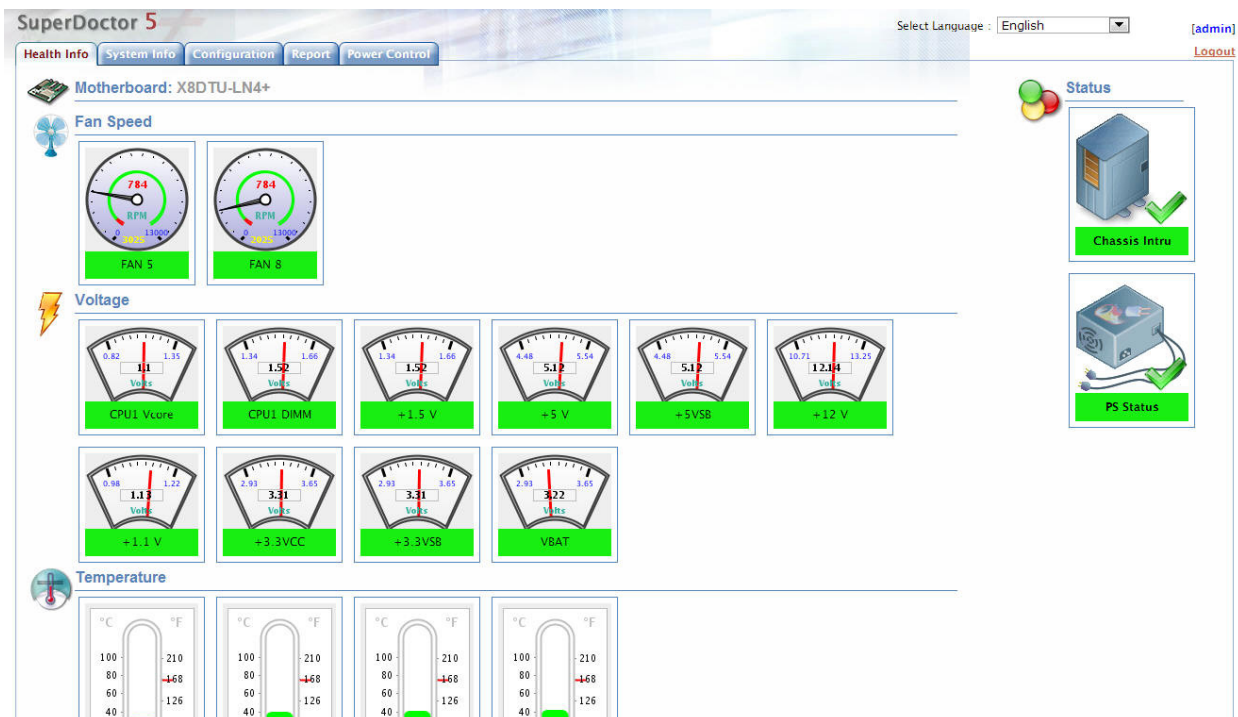 SuperDoctor 5
Select Language : English
[admin]
Health Info System Info Configuration Report Power Control
Logout
Motherboard: X8DTU-LN4+
Status
Fan Speed
784 784
RPM RPM
0 13000 0 13000
3025 2025
FAN 5 FAN 8
Chassis Intru
Voltage
0.82 1.35 1.34 1.66 1.34 1.66 4.48 5.54 4.48 5.54 10.71 13.25
1.1 1.52 1.52 5.12 5.12 12.14
Volts Volts Volts Volts Volts Volts
CPU1 Vcore CPU1 DIMM +1.5 V +5 V +5VSB +12 V
PS Status
0.98 1.22 2.93 3.65 2.93 3.65 2.93 3.65
1.13 3.31 3.31 3.22
Volts Volts Volts Volts
+1.1 V +3.3VCC +3.3VSB VBAT
Temperature
°C °F °C °F °C °F °C °F
100 210 100 210 100 210 100 210
80 168 80 168 80 168 80 168
60 126 60 126 60 126 60 126
40 40 40 40